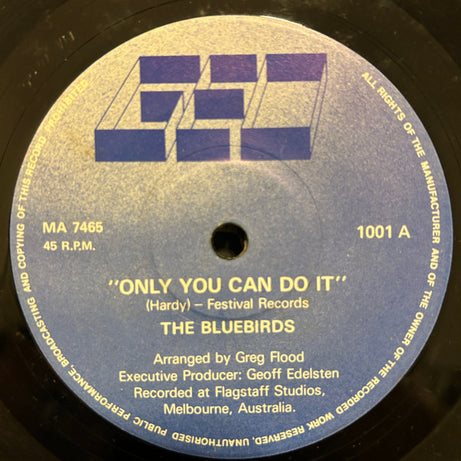 GEO
MA 7465
45 R.P.M.
1001 A
"ONLY YOU CAN DO IT"
(Hardy) – Festival Records
THE BLUEBIRDS
Arranged by Greg Flood
Executive Producer: Geoff Edelsten
Recorded at Flagstaff Studios,
Melbourne, Australia.
ALL RIGHTS OF THE MANUFACTURER AND OF THE OWNER OF THE RECORDED WORK RESERVED. UNAUTHORISED PUBLIC PERFORMANCE, BROADCASTING AND COPYING OF THIS RECORD PROHIBITED